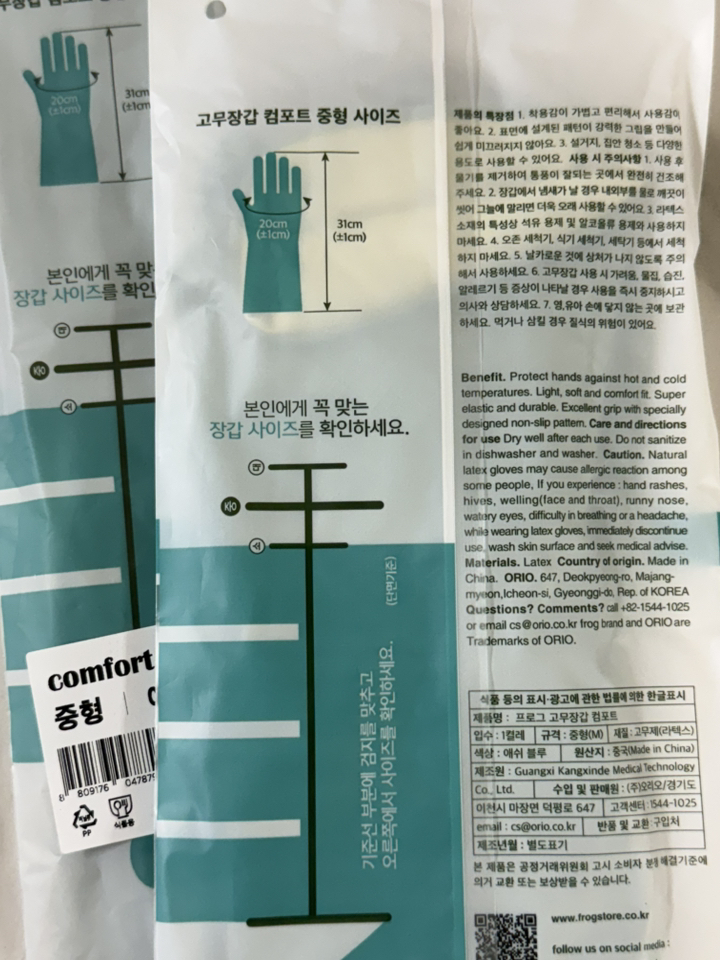 고무장갑 컴포트 중형 사이즈
20cm
(±1cm)
31cm
(±1cm)
본인에게 꼭 맞는
장갑 사이즈를 확인하세요.
대
중
소
(단면기준)
기준선 부분에 검지를 맞추고
오른쪽에서 사이즈를 확인하세요.
제품의 특장점 1. 착용감이 가볍고 편리해서 사용감이
좋아요. 2. 표면에 설계된 패턴이 강력한 그립을 만들어
쉽게 미끄러지지 않아요. 3. 설거지, 집안 청소 등 다양한
용도로 사용할 수 있어요. 사용 시 주의사항 1. 사용 후
물기를 제거하여 통풍이 잘되는 곳에서 완전히 건조해
주세요. 2. 장갑에서 냄새가 날 경우 내외부를 물로 깨끗이
씻어 그늘에 말리면 더욱 오래 사용할 수 있어요. 3. 라텍스
소재의 특성상 석유 용제 및 알코올류 용제와 사용하지
마세요. 4. 오존 세척기, 식기 세척기, 세탁기 등에서 세척
하지 마세요. 5. 날카로운 것에 상처가 나지 않도록 주의
해서 사용하세요. 6. 고무장갑 사용 시 가려움, 물집, 습진,
알레르기 등 증상이 나타날 경우 사용을 즉시 중지하시고
의사와 상담하세요. 7. 영,유아 손에 닿지 않는 곳에 보관
하세요. 먹거나 삼킬 경우 질식의 위험이 있어요.
Benefit. Protect hands against hot and cold
temperatures. Light, soft and comfort fit. Super
elastic and durable. Excellent grip with specially
designed non-slip pattern. Care and directions
for use Dry well after each use. Do not sanitize
in dishwasher and washer. Caution. Natural
latex gloves may cause allergic reaction among
some people, If you experience : hand rashes,
hives, welling(face and throat), runny nose,
watery eyes, difficulty in breathing or a headache,
while wearing latex gloves, immediately discontinue
use, wash skin surface and seek medical advise.
Materials. Latex Country of origin. Made in
China. ORIO. 647, Deokpyeong-ro, Majang-
myeon,Icheon-si, Gyeonggi-do, Rep. of KOREA
Questions? Comments? call +82-1544-1025
or email cs@orio.co.kr frog brand and ORIO are
Trademarks of ORIO.
식품 등의 표시·광고에 관한 법률에 의한 한글표시
제품명 : 프로그 고무장갑 컴포트
입수 : 1켤레 규격 : 중형(M) 재질 : 고무제(라텍스)
색상 : 애쉬 블루 원산지 : 중국(Made in China)
제조원 : Guangxi Kangxinde Medical Technology
Co., Ltd. 수입 및 판매원 : (주)오리오/경기도
이천시 마장면 덕평로 647 고객센터 : 1544-1025
email : cs@orio.co.kr 반품 및 교환 : 구입처
제조년월 : 별도표기
본 제품은 공정거래위원회 고시 소비자 분쟁해결기준에
의거 교환 또는 보상받을 수 있습니다.
www.frogstore.co.kr
follow us on social media :
20cm
(±1cm)
31cm
(±1cm)
본인에게 꼭 맞
장갑 사이즈를 확인
대
중
소
comfort
중형
8 809176 04787
PP
식품용